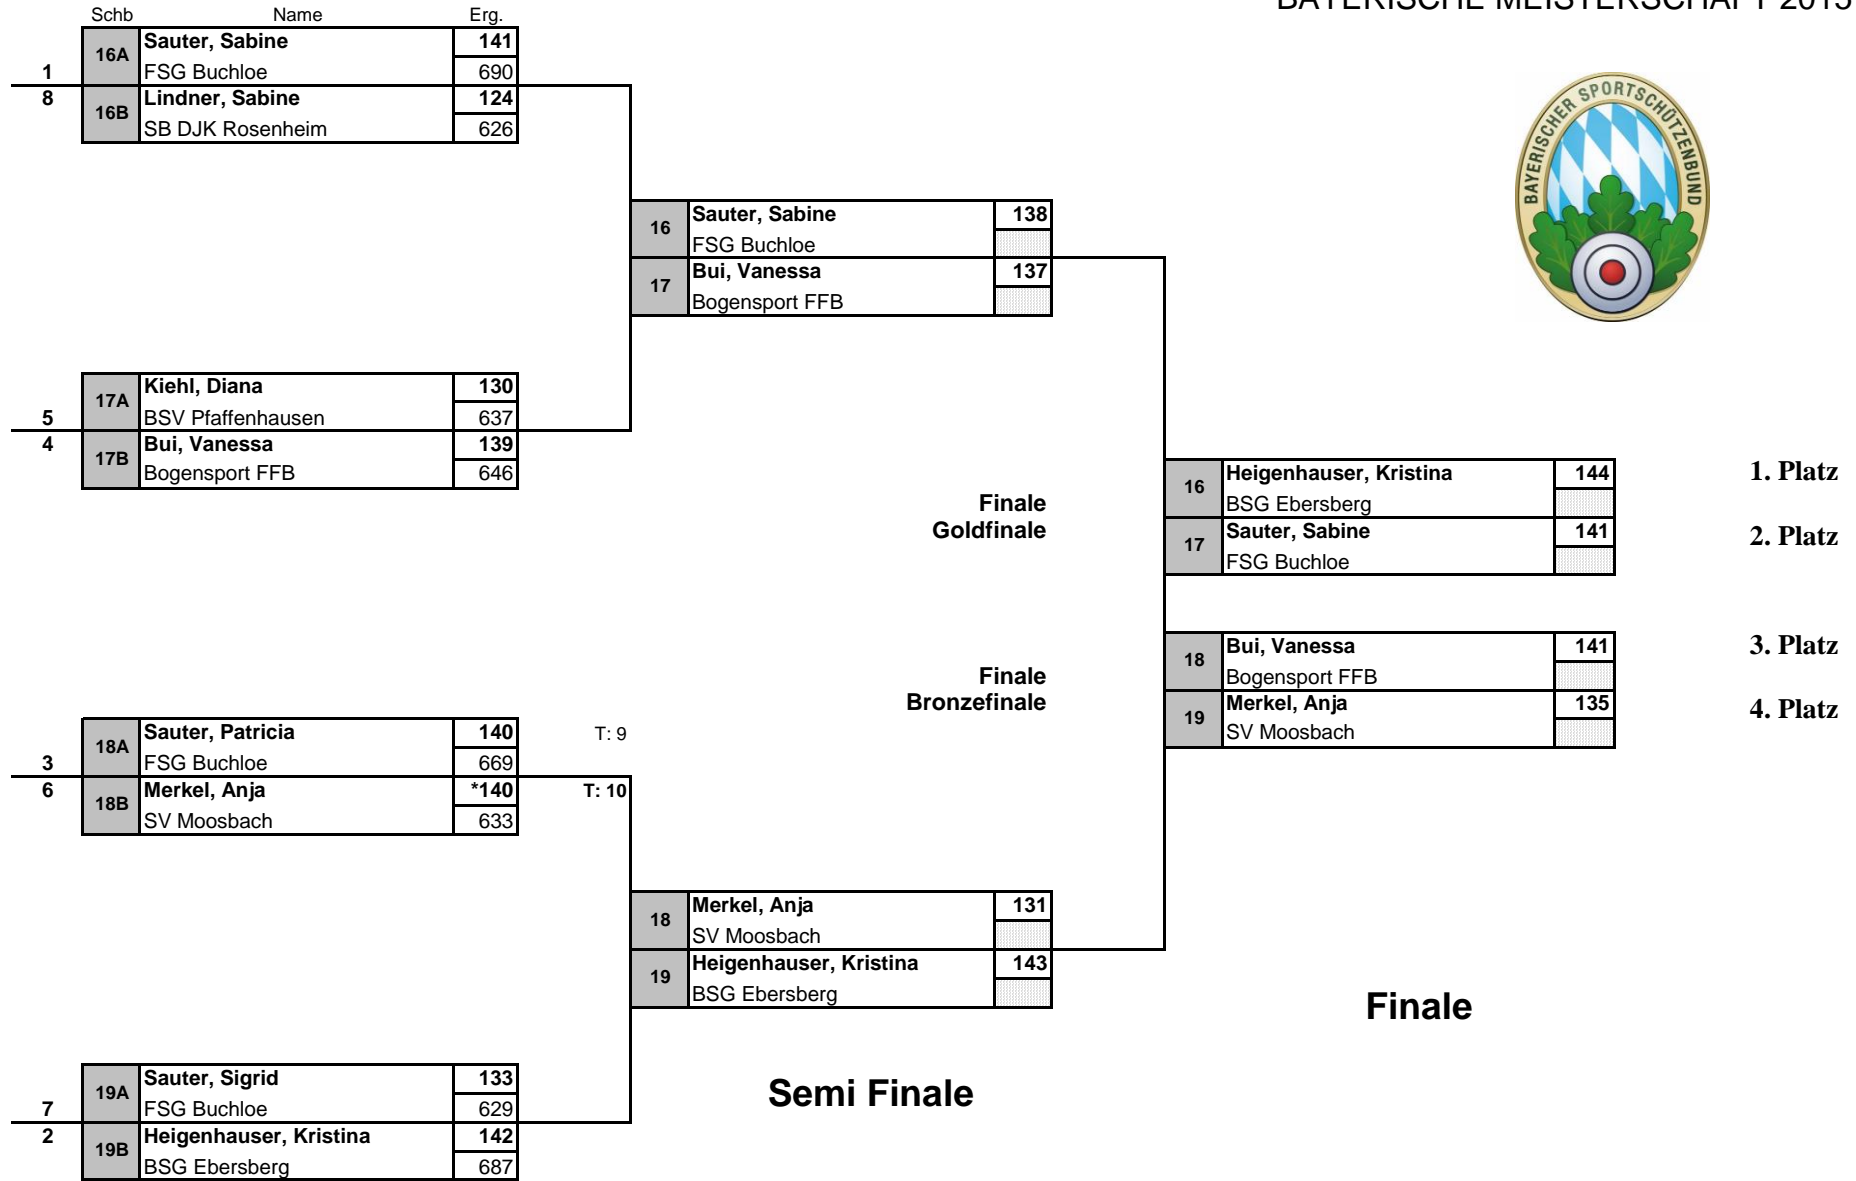 BAYERISCHE MEISTERSCHAFT 2015
Schb Name Erg.
16A Sauter, Sabine 141
1 FSG Buchloe 690
8 16B Lindner, Sabine 124
SB DJK Rosenheim 626
BAYERISCHER SPORTSCHÜTZENBUND
16 Sauter, Sabine 138
FSG Buchloe
17 Bui, Vanessa 137
Bogensport FFB
17A Kiehl, Diana 130
5 BSV Pfaffenhausen 637
4 17B Bui, Vanessa 139
Bogensport FFB 646
Finale
Goldfinale
16 Heigenhauser, Kristina 144 1. Platz
BSG Ebersberg
17 Sauter, Sabine 141 2. Platz
FSG Buchloe
Finale
Bronzefinale
18 Bui, Vanessa 141 3. Platz
Bogensport FFB
19 Merkel, Anja 135 4. Platz
SV Moosbach
18A Sauter, Patricia 140 T: 9
3 FSG Buchloe 669
6 18B Merkel, Anja *140 T: 10
SV Moosbach 633
18 Merkel, Anja 131
SV Moosbach
19 Heigenhauser, Kristina 143
BSG Ebersberg
Finale
Semi Finale
19A Sauter, Sigrid 133
7 FSG Buchloe 629
2 19B Heigenhauser, Kristina 142
BSG Ebersberg 687